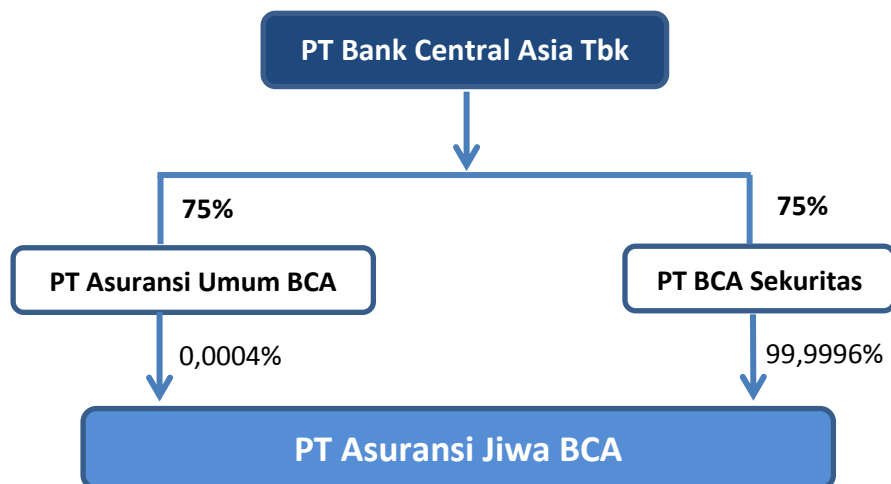 PT Bank Central Asia Tbk
75%
75%
PT Asuransi Umum BCA
PT BCA Sekuritas
0,0004%
99,9996%
PT Asuransi Jiwa BCA